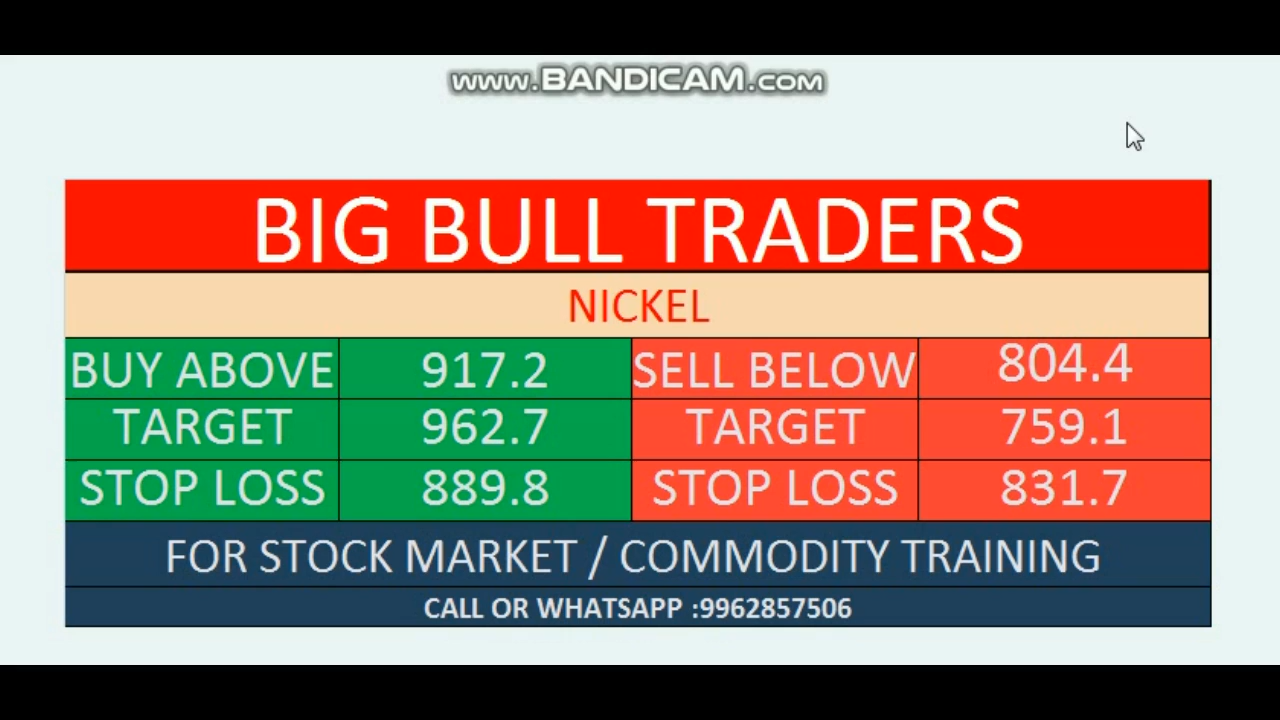 www.BANDICAM.com
BIG BULL TRADERS
NICKEL
BUY ABOVE 917.2 SELL BELOW 804.4
TARGET 962.7 TARGET 759.1
STOP LOSS 889.8 STOP LOSS 831.7
FOR STOCK MARKET / COMMODITY TRAINING
CALL OR WHATSAPP :9962857506